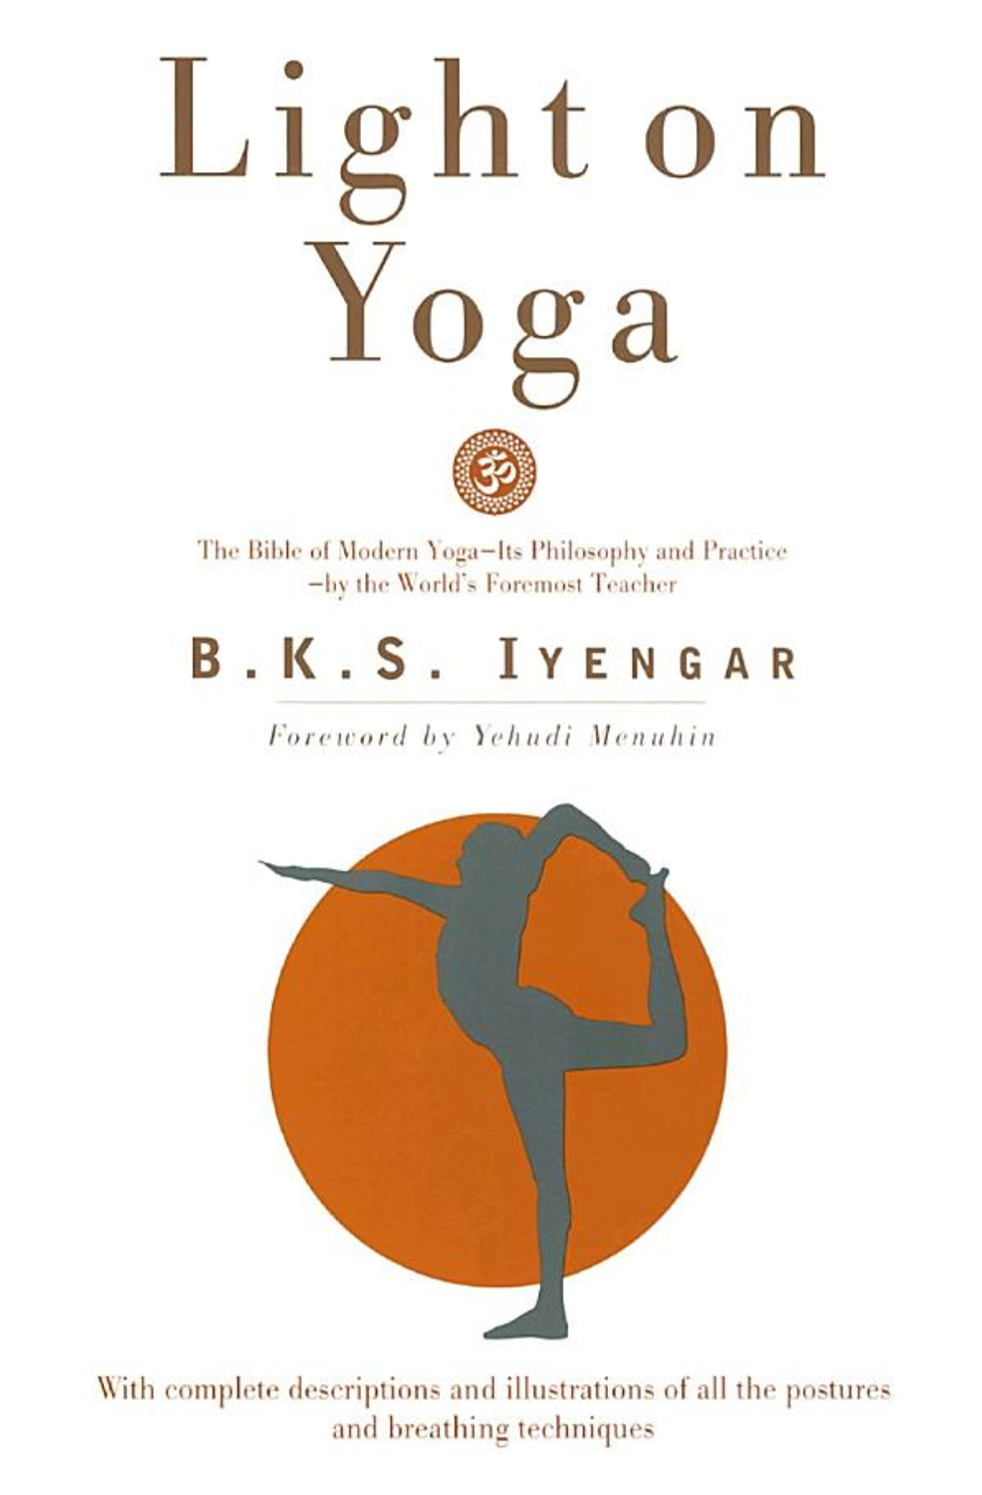 Light on
Yoga
ॐ
The Bible of Modern Yoga—Its Philosophy and Practice
—by the World's Foremost Teacher
B.K.S. IYENGAR
Foreword by Yehudi Menuhin
With complete descriptions and illustrations of all the postures
and breathing techniques